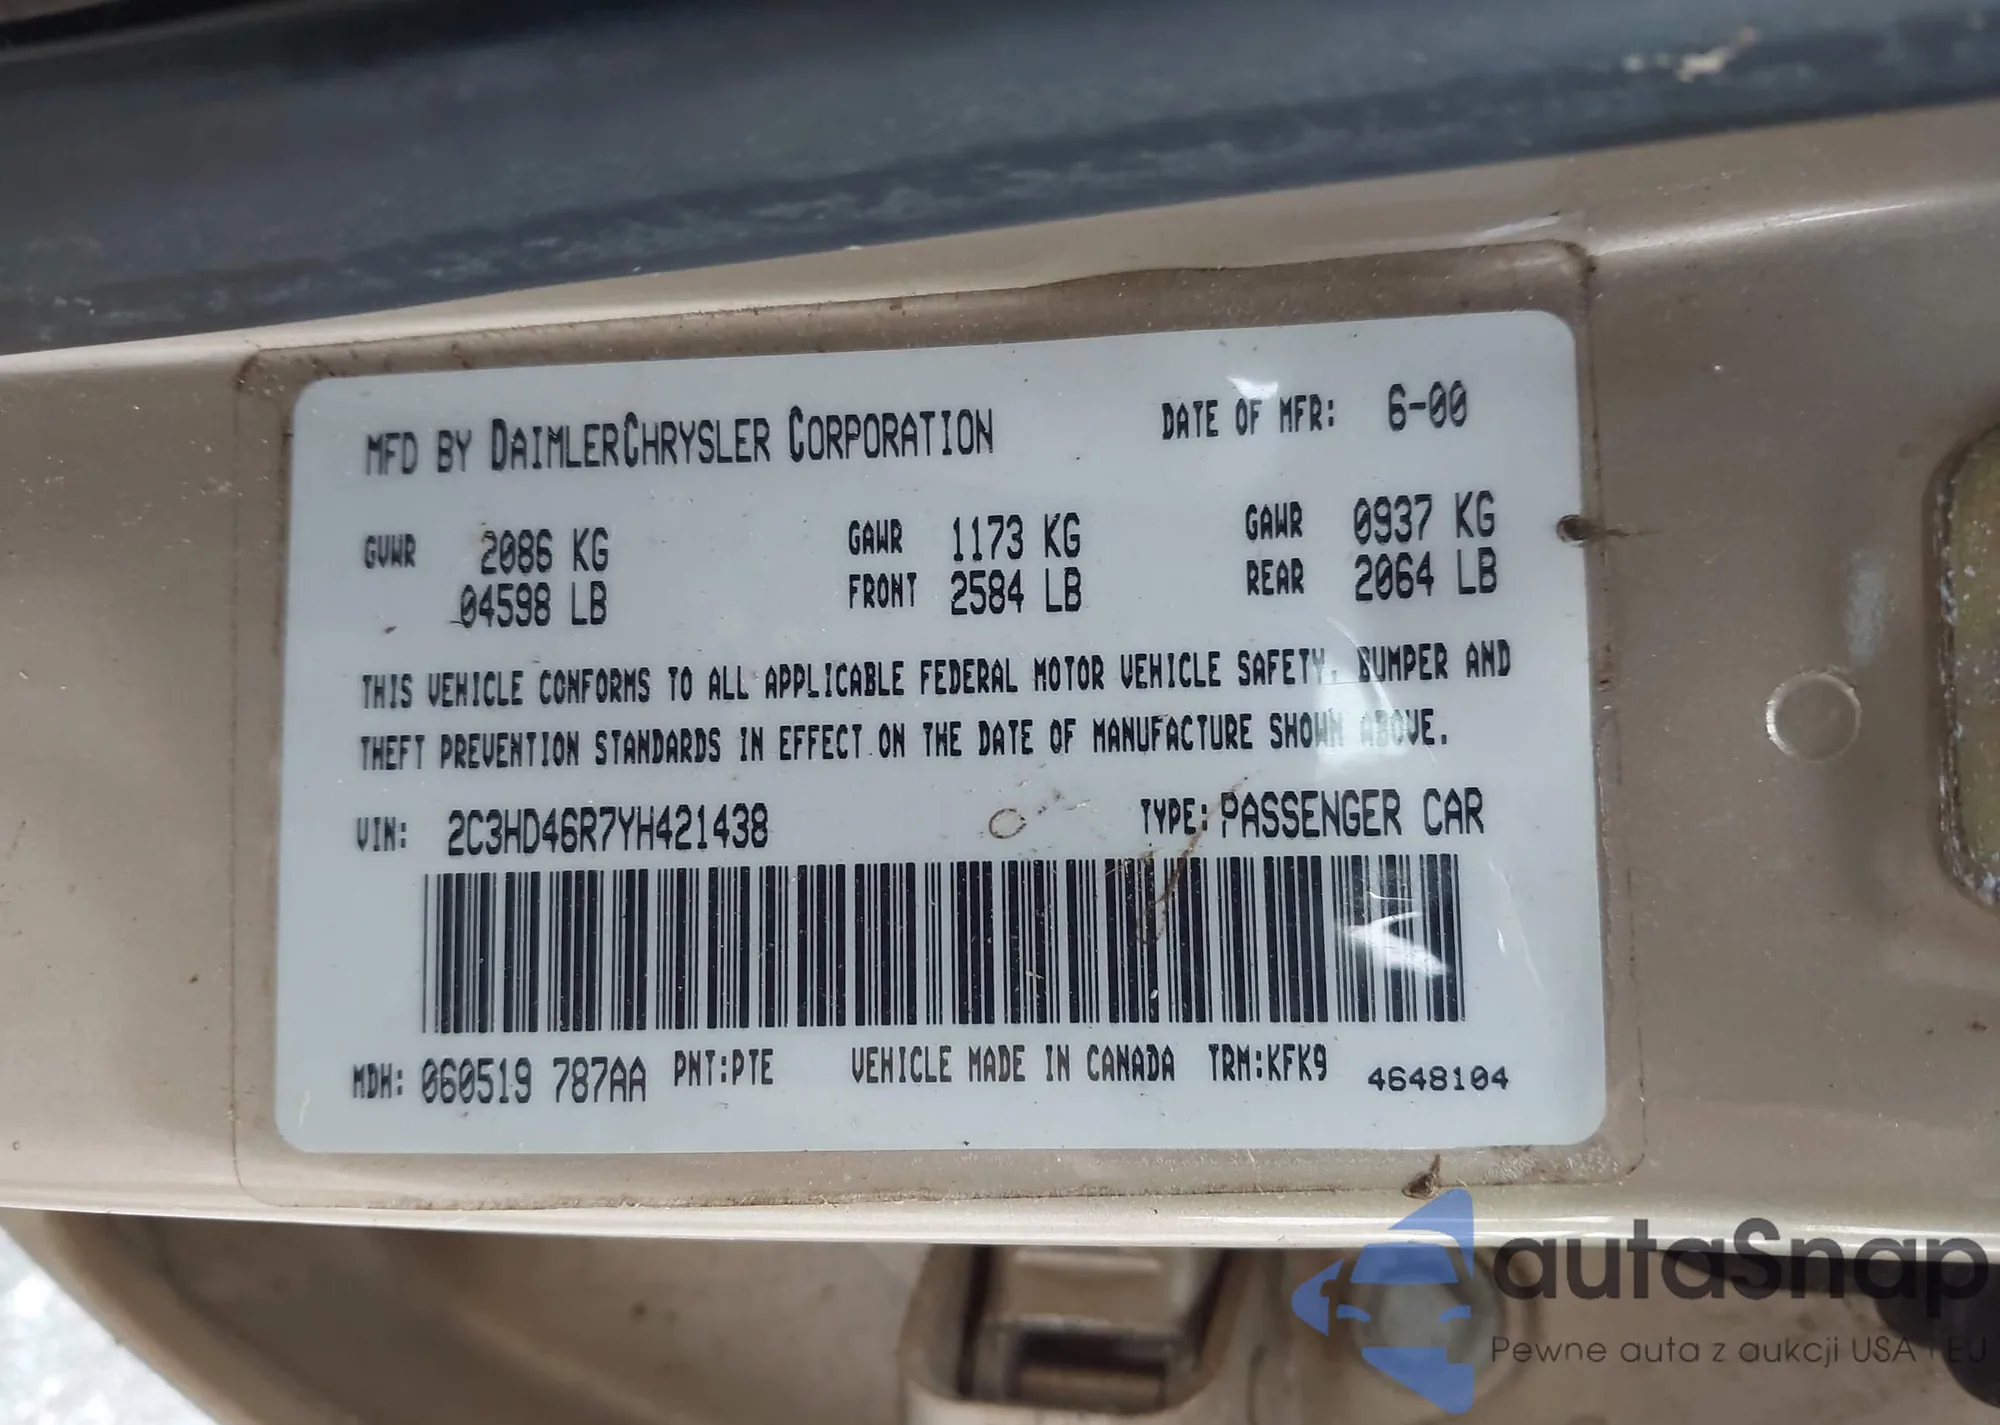 MFD BY DAIMLERCHRYSLER CORPORATION DATE OF MFR: 6-00
GVWR 2086 KG GAWR 1173 KG GAWR 0937 KG
04598 LB FRONT 2584 LB REAR 2064 LB
THIS VEHICLE CONFORMS TO ALL APPLICABLE FEDERAL MOTOR VEHICLE SAFETY, BUMPER AND
THEFT PREVENTION STANDARDS IN EFFECT ON THE DATE OF MANUFACTURE SHOWN ABOVE.
VIN: 2C3HD46R7YH421438 TYPE: PASSENGER CAR
MDH: 060519 787AA PNT:PTE VEHICLE MADE IN CANADA TRM:KFK9 4648104
autaSnap
Pewne auta z aukcji USA i EU